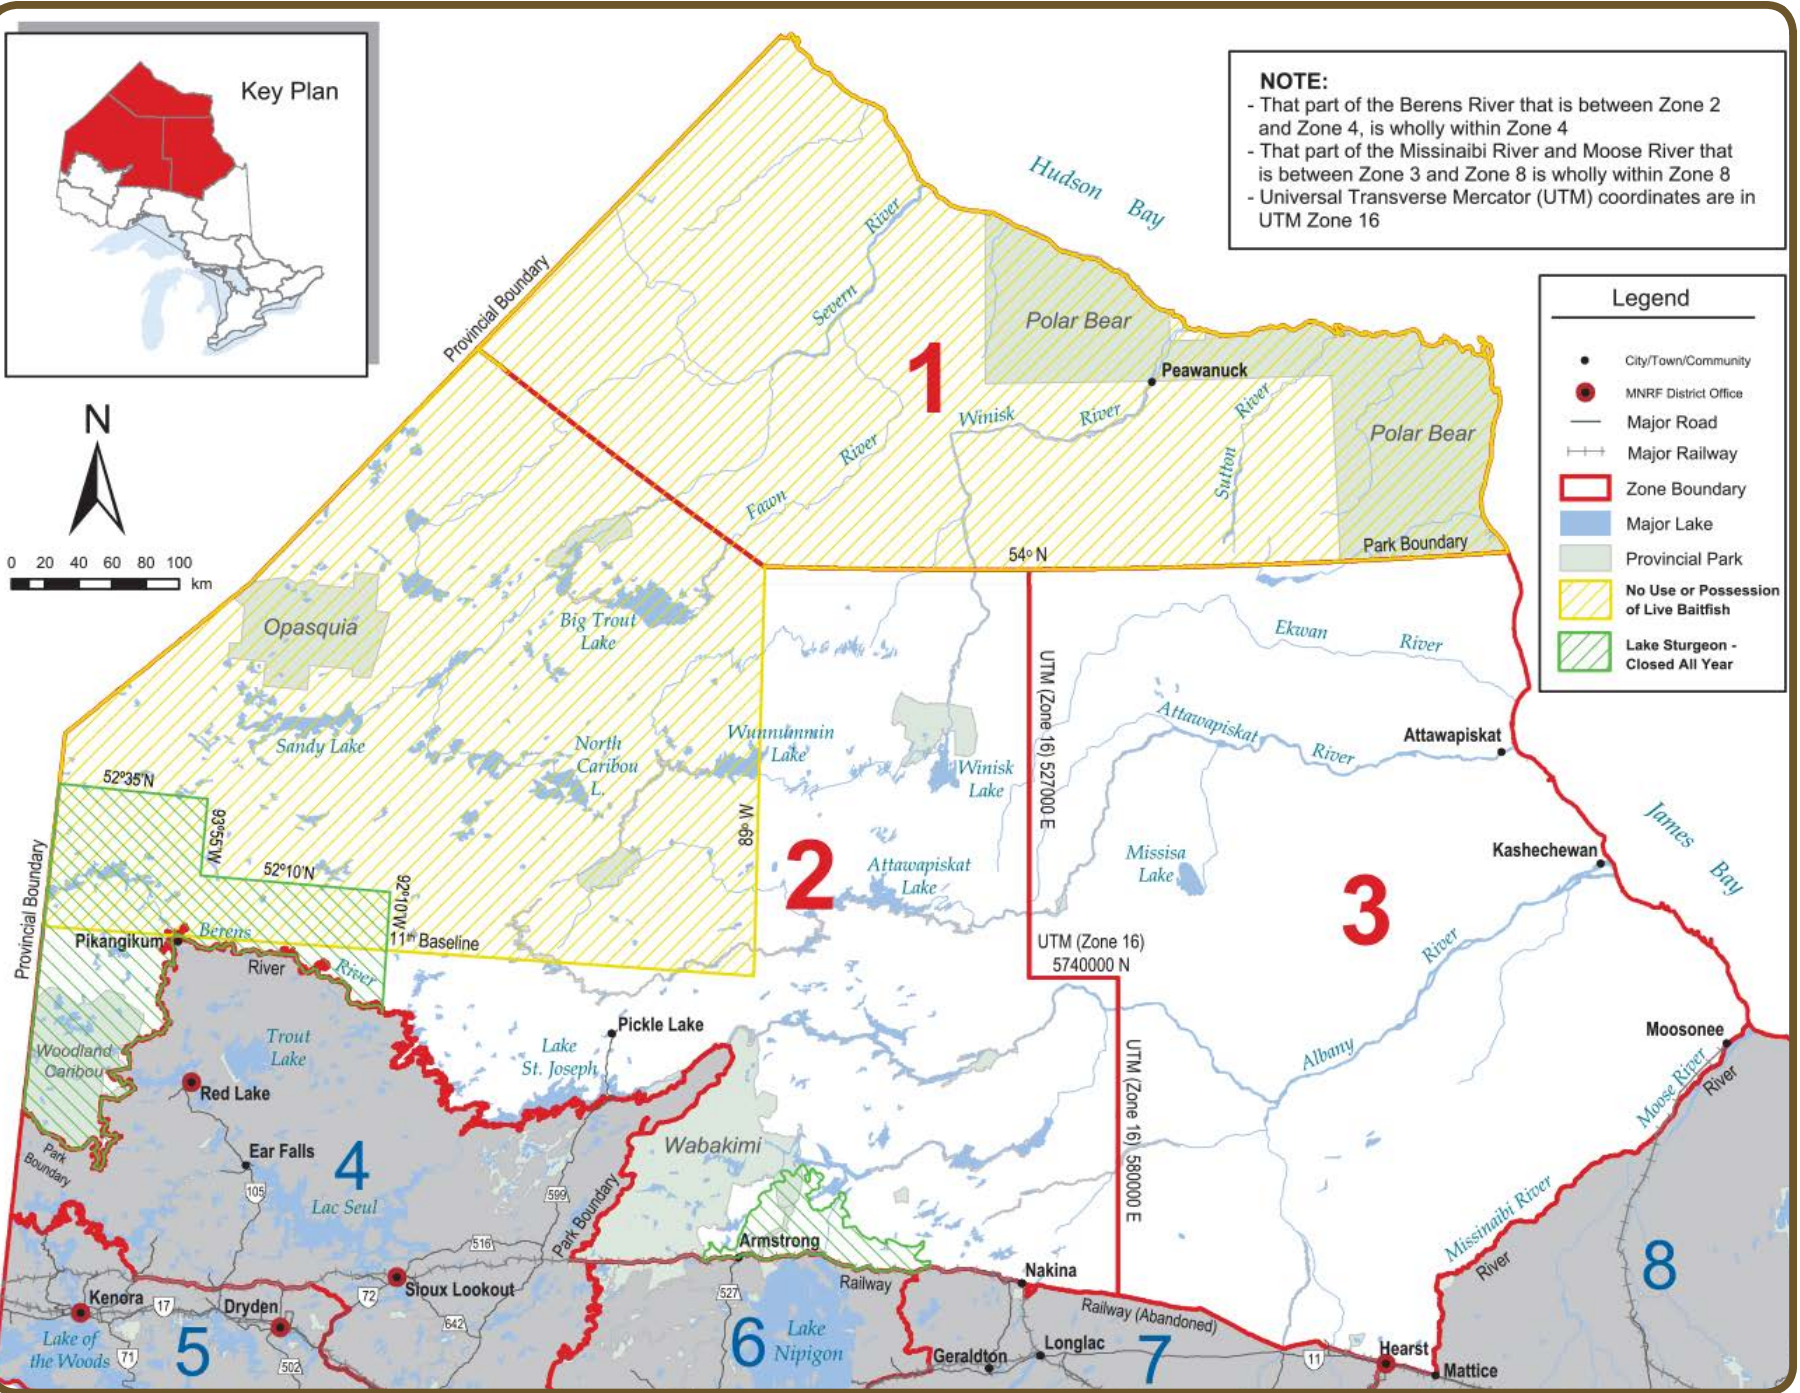 Key Plan
NOTE:
- That part of the Berens River that is between Zone 2
and Zone 4, is wholly within Zone 4
- That part of the Missinaibi River and Moose River that
is between Zone 3 and Zone 8 is wholly within Zone 8
- Universal Transverse Mercator (UTM) coordinates are in
UTM Zone 16
Legend
City/Town/Community
MNRF District Office
Major Road
Major Railway
Zone Boundary
Major Lake
Provincial Park
No Use or Possession
of Live Baitfish
Lake Sturgeon -
Closed All Year
N
0 20 40 60 80 100
km
Hudson Bay
Provincial Boundary
Severn River
Polar Bear
1
Peawanuck
Winisk River
Sutton River
Polar Bear
Fawn River
54º N
Park Boundary
Opasquia
Big Trout
Lake
Ekwan River
UTM (Zone 16) 527000 E
Attawapiskat River
Attawapiskat
Sandy Lake
North
Caribou
L.
Wunnummin
Lake
Winisk
Lake
52º35'N
93º55'W
52º10'N
92º10'W
89º W
2
Attawapiskat
Lake
Missisa
Lake
3
Kashechewan
James Bay
Provincial Boundary
Pikangikum
Berens River
River
11th Baseline
UTM (Zone 16)
5740000 N
Albany River
Woodland
Caribou
Trout
Lake
Pickle Lake
Lake
St. Joseph
Moosonee
Moose River
River
Red Lake
UTM (Zone 16) 580000 E
Park
Boundary
Ear Falls
4
105
Lac Seul
599
Wabakimi
Park Boundary
Missinaibi River
River
516
Armstrong
8
Kenora
17
Dryden
72
Sioux Lookout
642
527
Railway
Nakina
Railway (Abandoned)
Lake of
the Woods
71
5
502
6
Lake
Nipigon
Geraldton
Longlac
7
11
Hearst
Mattice